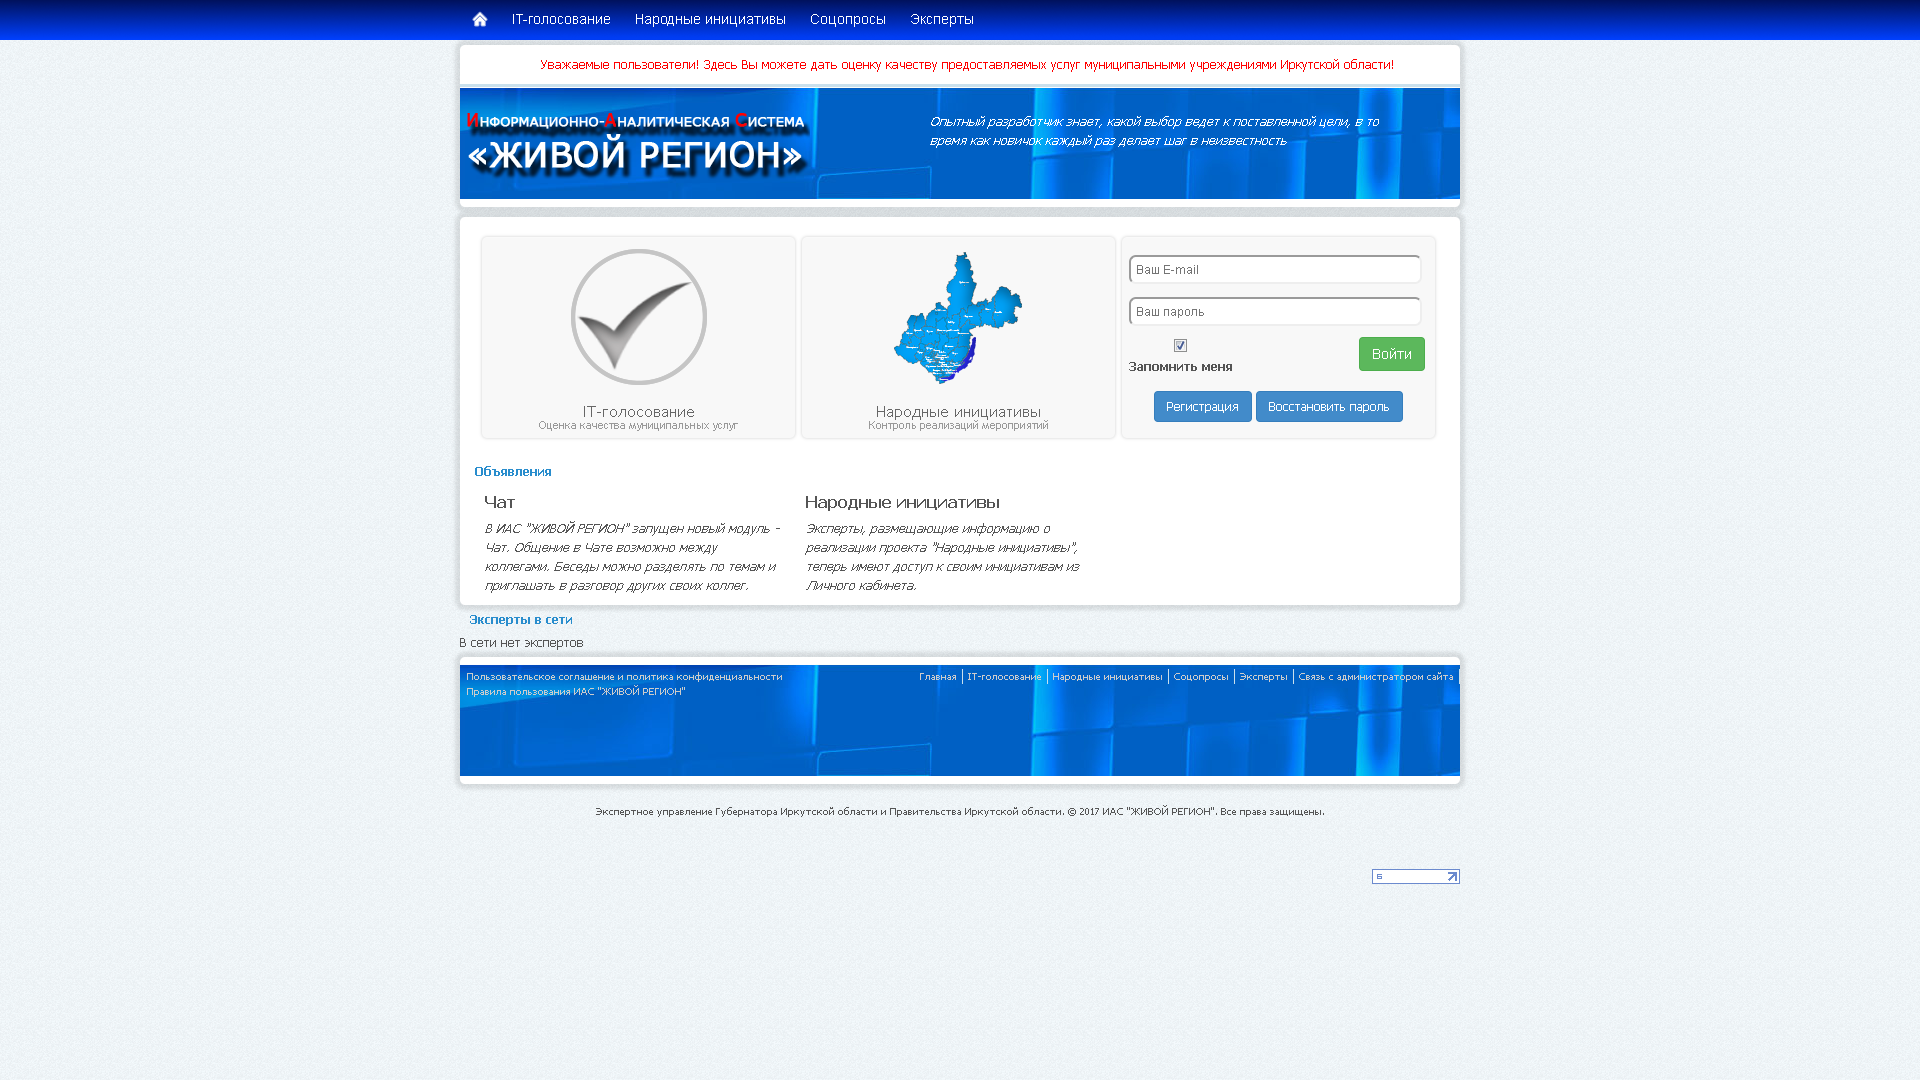 IT-голосование Народные инициативы Соцопросы Эксперты
Уважаемые пользователи! Здесь Вы можете дать оценку качеству предоставляемых услуг муниципальными учреждениями Иркутской области!
Информационно-Аналитическая Система
«ЖИВОЙ РЕГИОН»
Опытный разработчик знает, какой выбор ведет к поставленной цели, в то
время как новичок каждый раз делает шаг в неизвестность
IT-голосование
Оценка качества муниципальных услуг
Народные инициативы
Контроль реализаций мероприятий
Ваш E-mail
Ваш пароль
Запомнить меня
Войти
Регистрация Восстановить пароль
Объявления
Чат
В ИАС "ЖИВОЙ РЕГИОН" запущен новый модуль -
Чат. Общение в Чате возможно между
коллегами. Беседы можно разделять по темам и
приглашать в разговор других своих коллег.
Народные инициативы
Эксперты, размещающие информацию о
реализации проекта "Народные инициативы",
теперь имеют доступ к своим инициативам из
Личного кабинета.
Эксперты в сети
В сети нет экспертов
Пользовательское соглашение и политика конфиденциальности
Правила пользования ИАС "ЖИВОЙ РЕГИОН"
Главная IT-голосование Народные инициативы Соцопросы Эксперты Связь с администратором сайта
Экспертное управление Губернатора Иркутской области и Правительства Иркутской области. © 2017 ИАС "ЖИВОЙ РЕГИОН". Все права защищены.